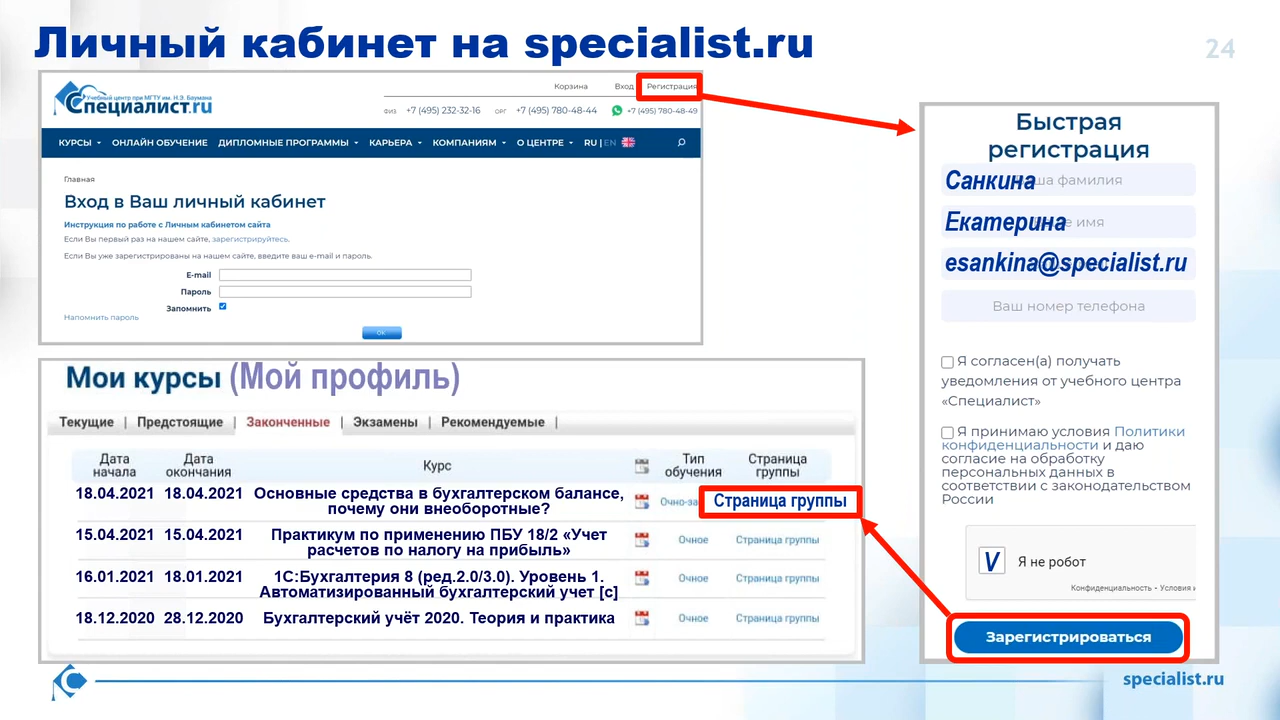 Личный кабинет на specialist.ru
24
Корзина Вход Регистрация
Учебный центр при МГТУ им. Н.Э. Баумана
Специалист.ru
ФИЗ +7 (495) 232-32-16 ОРГ +7 (495) 780-48-44 +7 (495) 780-48-49
КУРСЫ ОНЛАЙН ОБУЧЕНИЕ ДИПЛОМНЫЕ ПРОГРАММЫ КАРЬЕРА КОМПАНИЯМ О ЦЕНТРЕ RU | EN
Главная
Вход в Ваш личный кабинет
Инструкция по работе с Личным кабинетом сайта
Если Вы первый раз на нашем сайте, зарегистрируйтесь.
Если Вы уже зарегистрированы на нашем сайте, введите ваш e-mail и пароль.
E-mail
Пароль
Запомнить
Напомнить пароль
ОК
Быстрая
регистрация
Санкина ваша фамилия
Екатерина имя
esankina@specialist.ru
Ваш номер телефона
Я согласен(а) получать
уведомления от учебного центра
«Специалист»
Я принимаю условия Политики
конфиденциальности и даю
согласие на обработку
персональных данных в
соответствии с законодательством
России
V Я не робот
Конфиденциальность • Условия и
Зарегистрироваться
Мои курсы (Мой профиль)
Текущие | Предстоящие | Законченные | Экзамены | Рекомендуемые |
Дата начала Дата окончания Курс Тип обучения Страница группы
18.04.2021 18.04.2021 Основные средства в бухгалтерском балансе, Очно-за Страница группы
почему они внеоборотные?
15.04.2021 15.04.2021 Практикум по применению ПБУ 18/2 «Учет Очное Страница группы
расчетов по налогу на прибыль»
16.01.2021 18.01.2021 1С:Бухгалтерия 8 (ред.2.0/3.0). Уровень 1. Очное Страница группы
Автоматизированный бухгалтерский учет [с]
18.12.2020 28.12.2020 Бухгалтерский учёт 2020. Теория и практика Очное Страница группы
specialist.ru